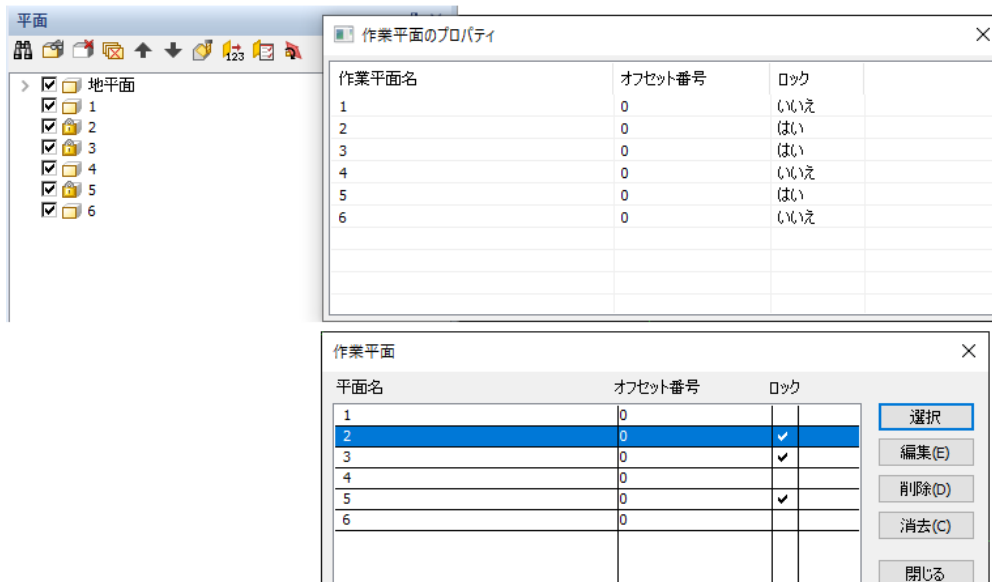 平面
作業平面のプロパティ
123
作業平面名 オフセット番号 ロック
地平面
1
2
3
4
5
6
1 0 いいえ
2 0 はい
3 0 はい
4 0 いいえ
5 0 はい
6 0 いいえ
作業平面
平面名 オフセット番号 ロック
1 0
2 0
3 0
4 0
5 0
6 0
選択
編集(E)
削除(D)
消去(C)
閉じる